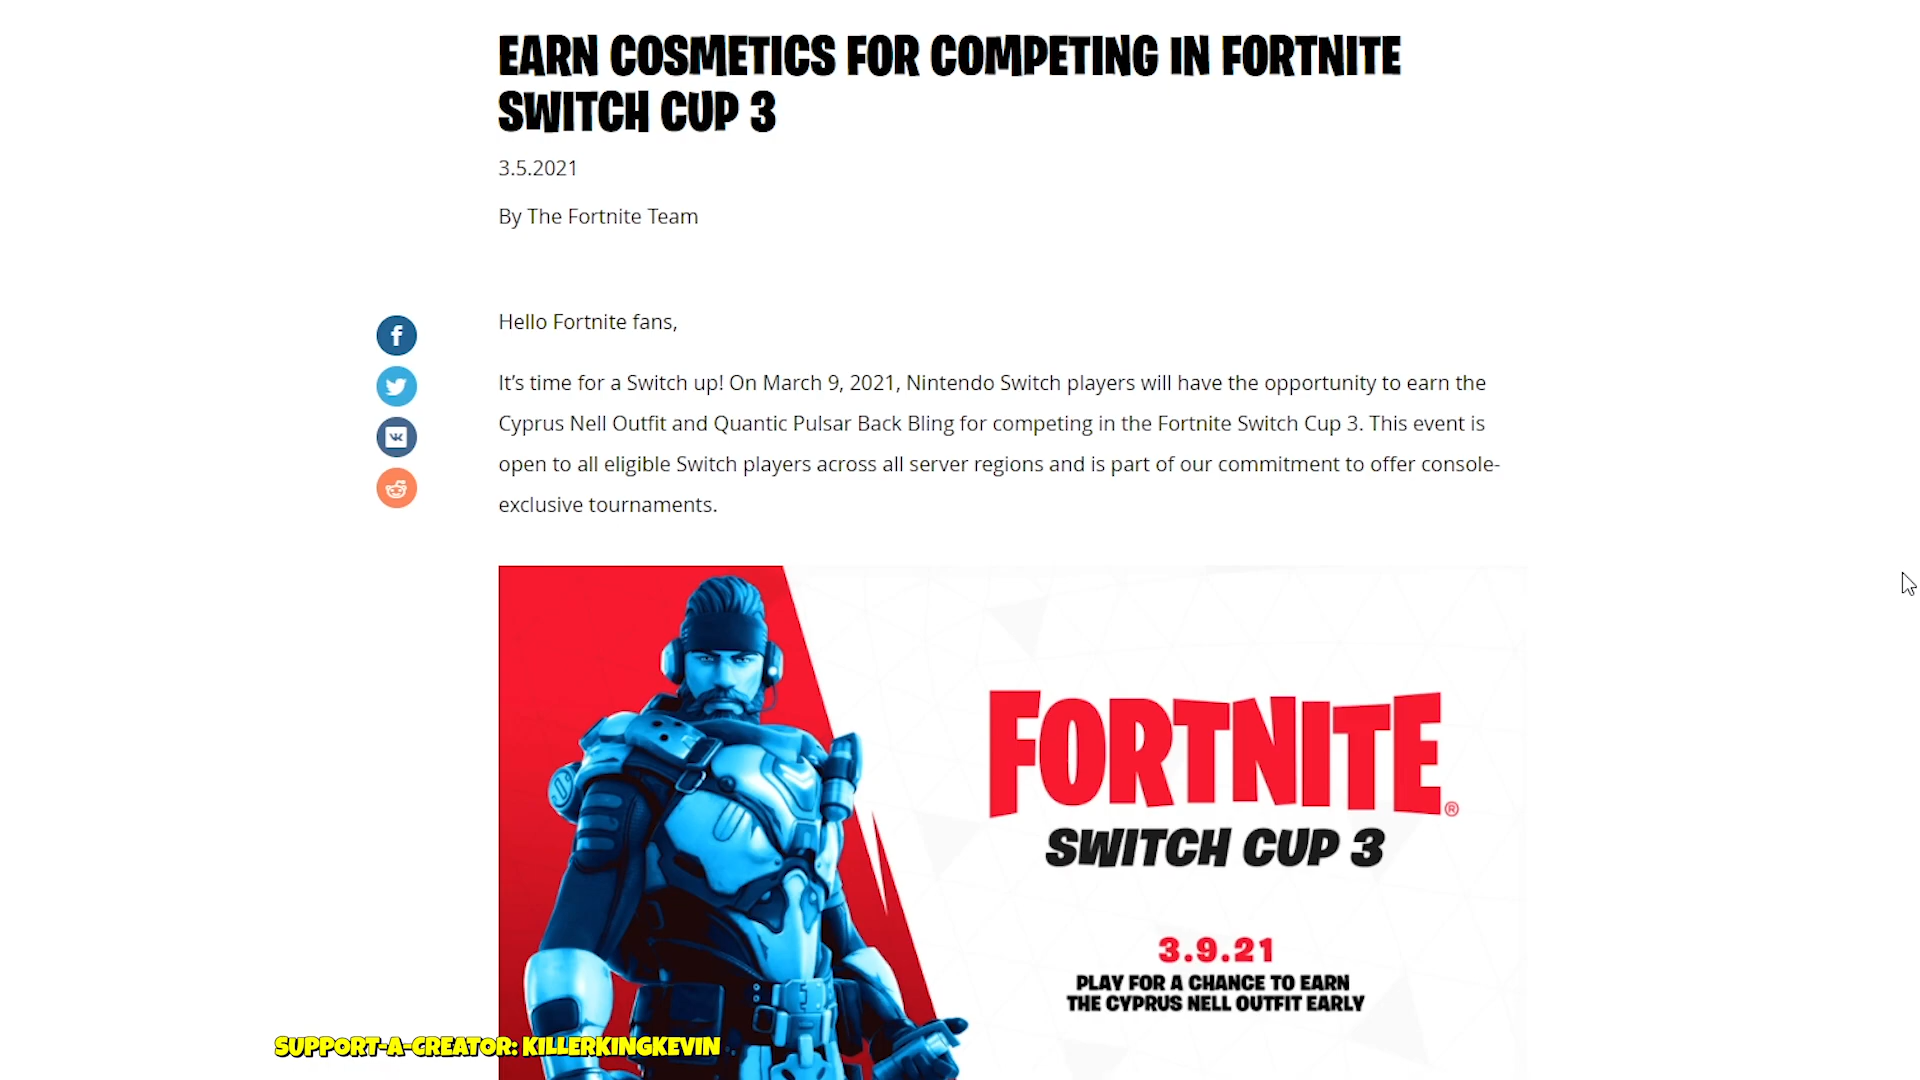 EARN COSMETICS FOR COMPETING IN FORTNITE
SWITCH CUP 3
3.5.2021
By The Fortnite Team
Hello Fortnite fans,
It's time for a Switch up! On March 9, 2021, Nintendo Switch players will have the opportunity to earn the
Cyprus Nell Outfit and Quantic Pulsar Back Bling for competing in the Fortnite Switch Cup 3. This event is
open to all eligible Switch players across all server regions and is part of our commitment to offer console-
exclusive tournaments.
FORTNITE®
SWITCH CUP 3
3.9.21
PLAY FOR A CHANCE TO EARN
THE CYPRUS NELL OUTFIT EARLY
SUPPORT-A-CREATOR: KILLERKINGKEVIN